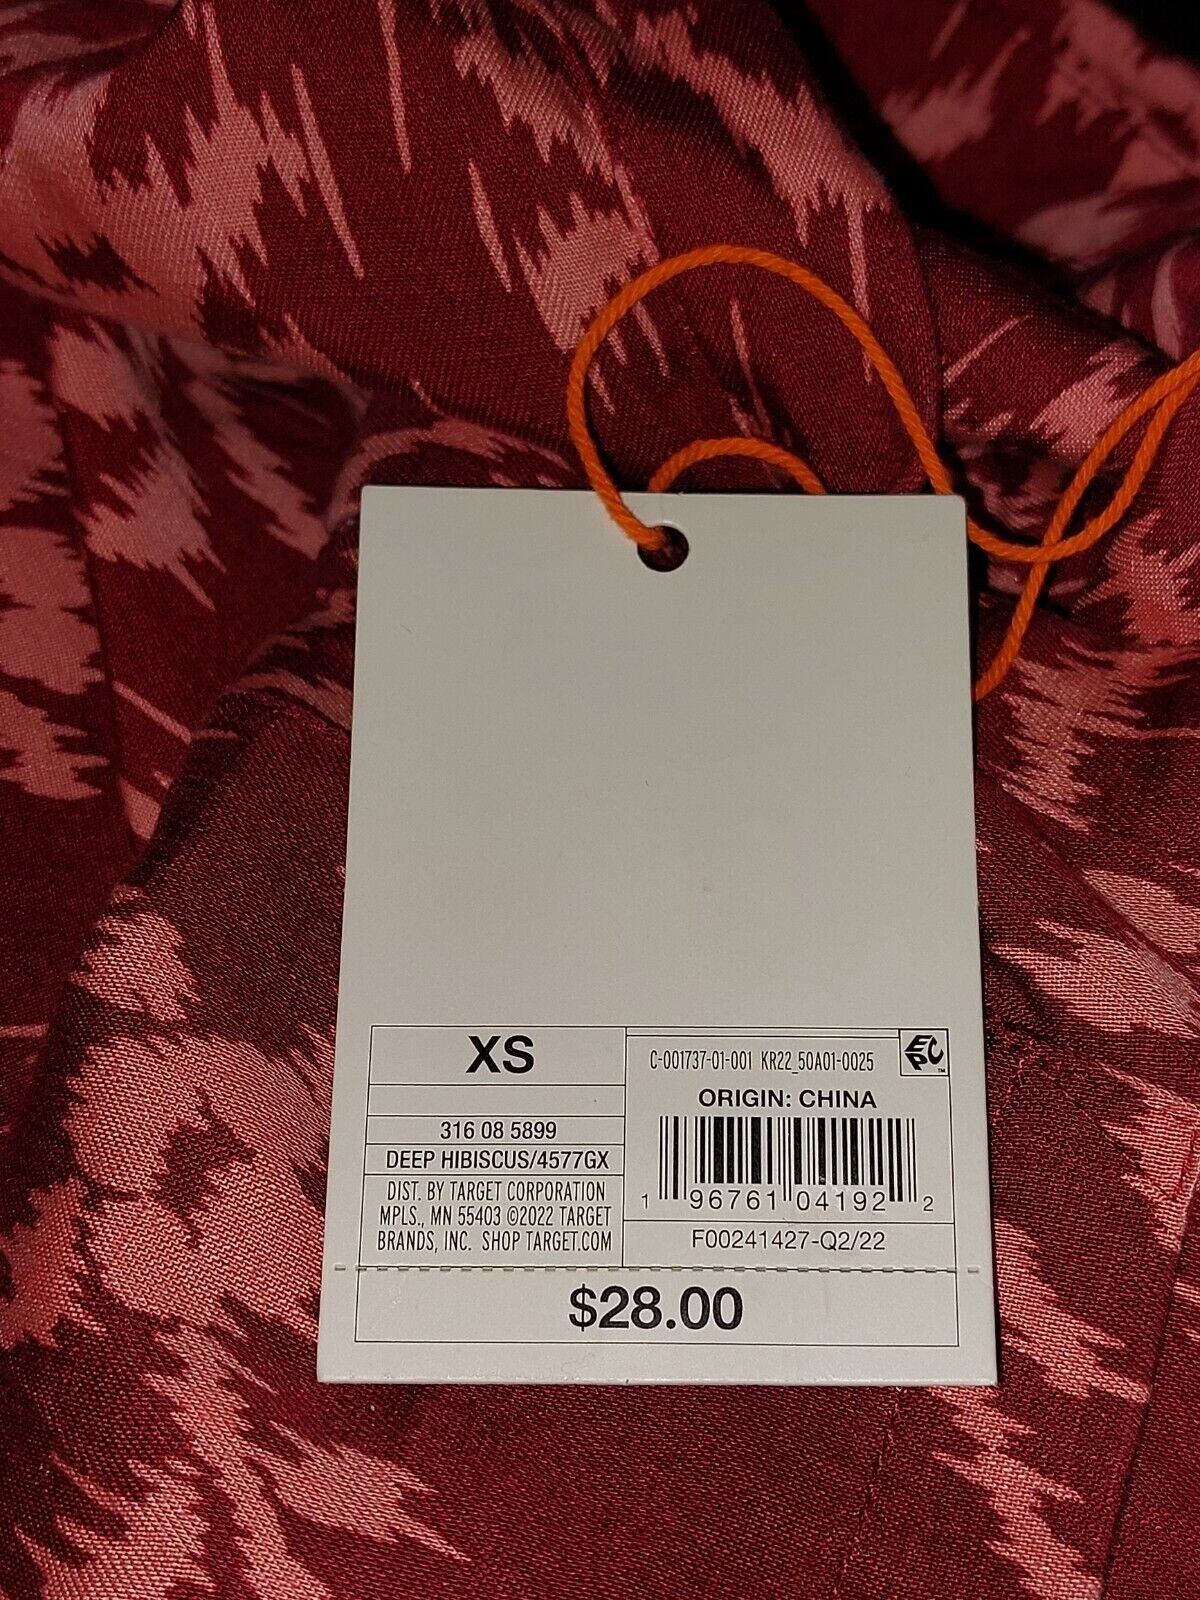 XS
316 08 5899
DEEP HIBISCUS/4577GX
DIST. BY TARGET CORPORATION
MPLS., MN 55403 ©2022 TARGET
BRANDS, INC. SHOP TARGET.COM
C-001737-01-001 KR22_50A01-0025
EPC™
ORIGIN: CHINA
1 96761 04192 2
F00241427-Q2/22
$28.00